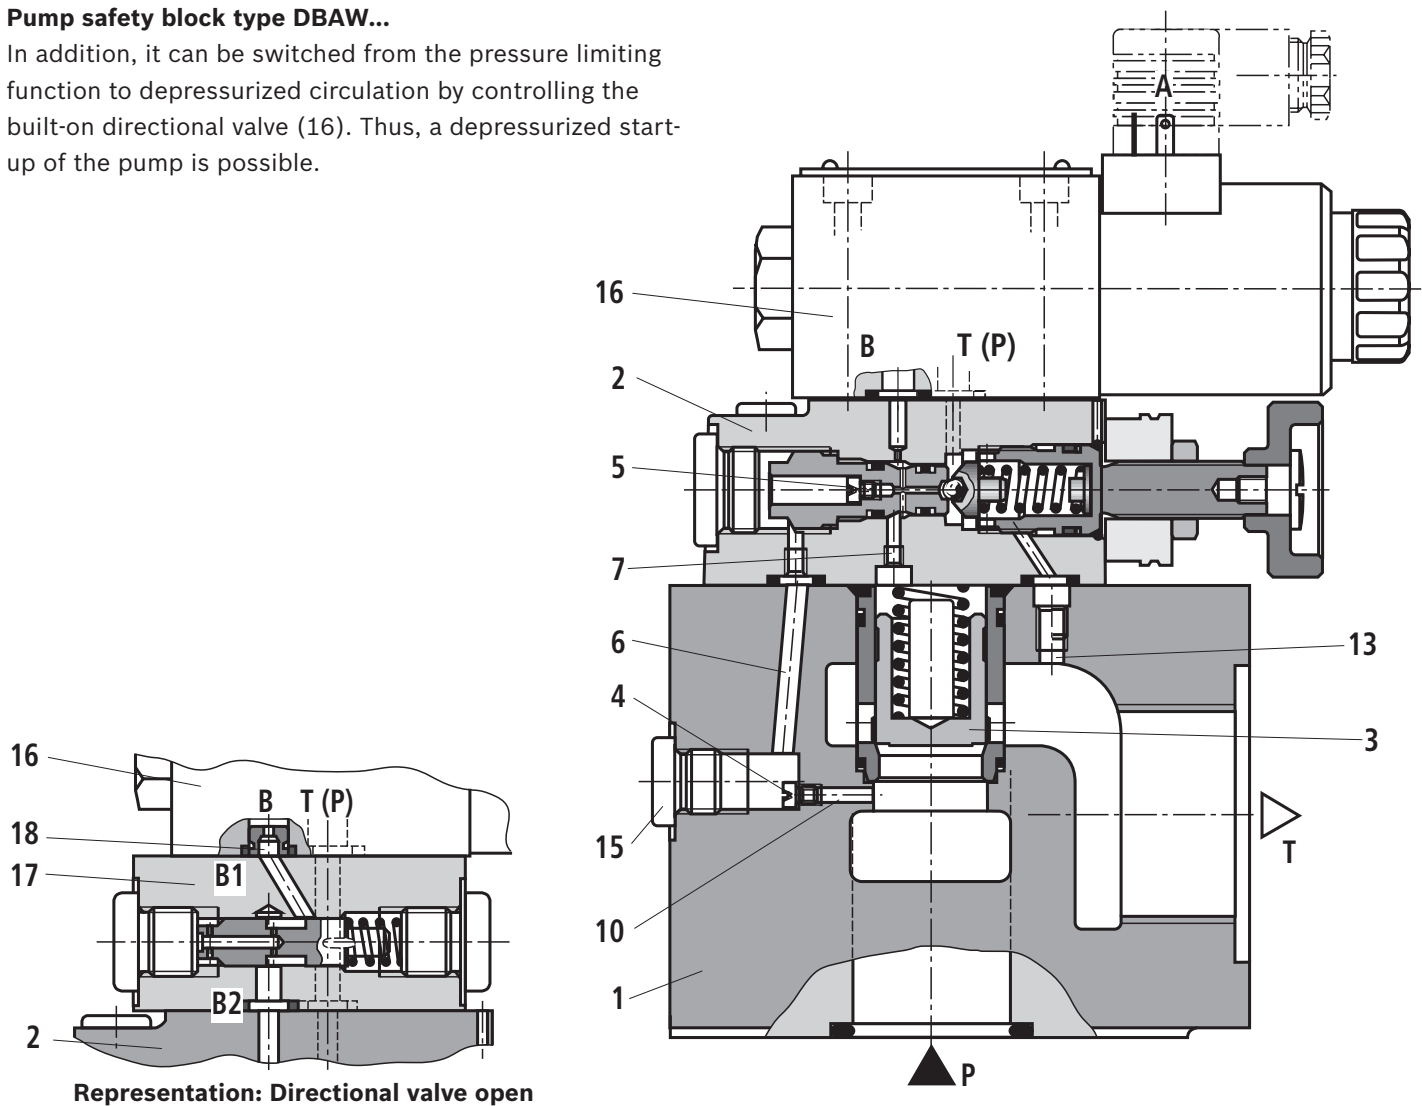 Pump safety block type DBAW...
In addition, it can be switched from the pressure limiting
function to depressurized circulation by controlling the
built-on directional valve (16). Thus, a depressurized start-
up of the pump is possible.
A
16
B T (P)
2
5
7
6
13
4
3
15
T
10
1
P
16
B T (P)
18
B1
17
B2
2
Representation: Directional valve open